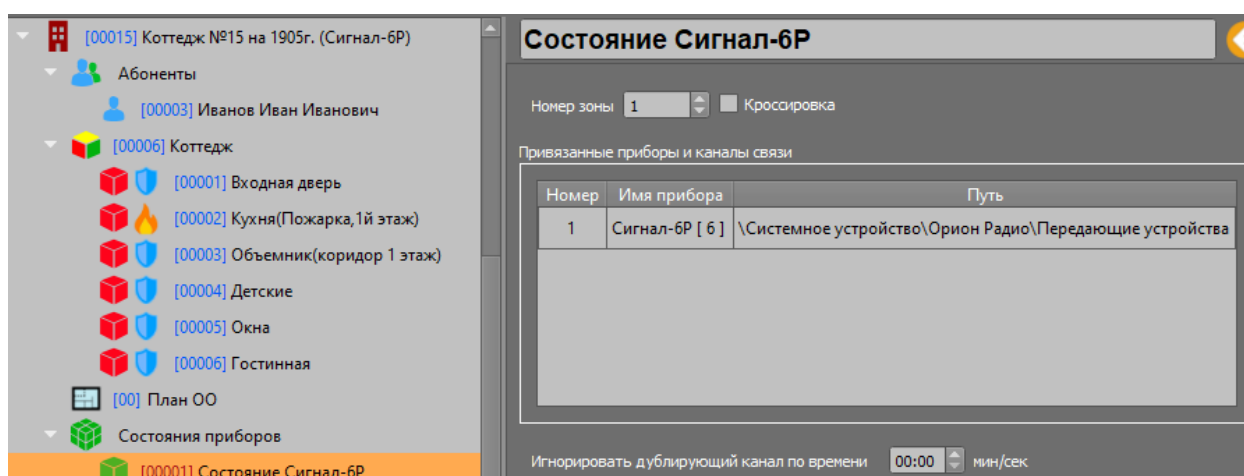 [00015] Коттедж №15 на 1905г. (Сигнал-6Р)
Абоненты
[00003] Иванов Иван Иванович
[00006] Коттедж
[00001] Входная дверь
[00002] Кухня(Пожарка,1й этаж)
[00003] Объемник(коридор 1 этаж)
[00004] Детские
[00005] Окна
[00006] Гостинная
[00] План ОО
Состояния приборов
[00001] Состояние Сигнал-6Р
Состояние Сигнал-6Р
Номер зоны 1 Кроссировка
Привязанные приборы и каналы связи
Номер Имя прибора Путь
1 Сигнал-6Р [ 6 ] \Системное устройство\Орион Радио\Передающие устройства
Игнорировать дублирующий канал по времени 00:00 мин/сек